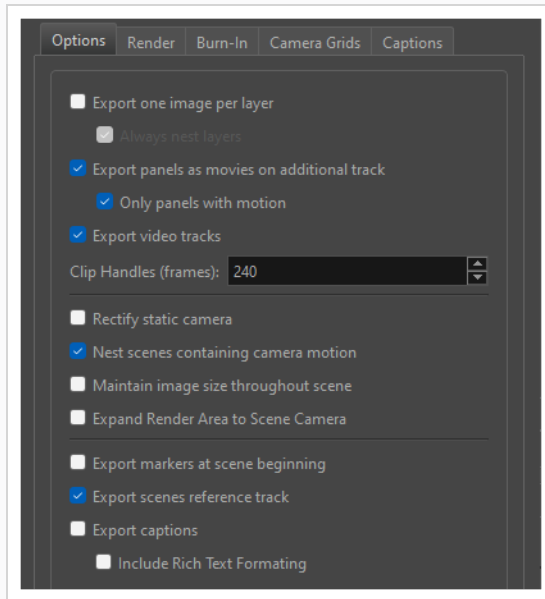 Options Render Burn-In Camera Grids Captions
Export one image per layer
Always nest layers
Export panels as movies on additional track
Only panels with motion
Export video tracks
Clip Handles (frames): 240
Rectify static camera
Nest scenes containing camera motion
Maintain image size throughout scene
Expand Render Area to Scene Camera
Export markers at scene beginning
Export scenes reference track
Export captions
Include Rich Text Formating